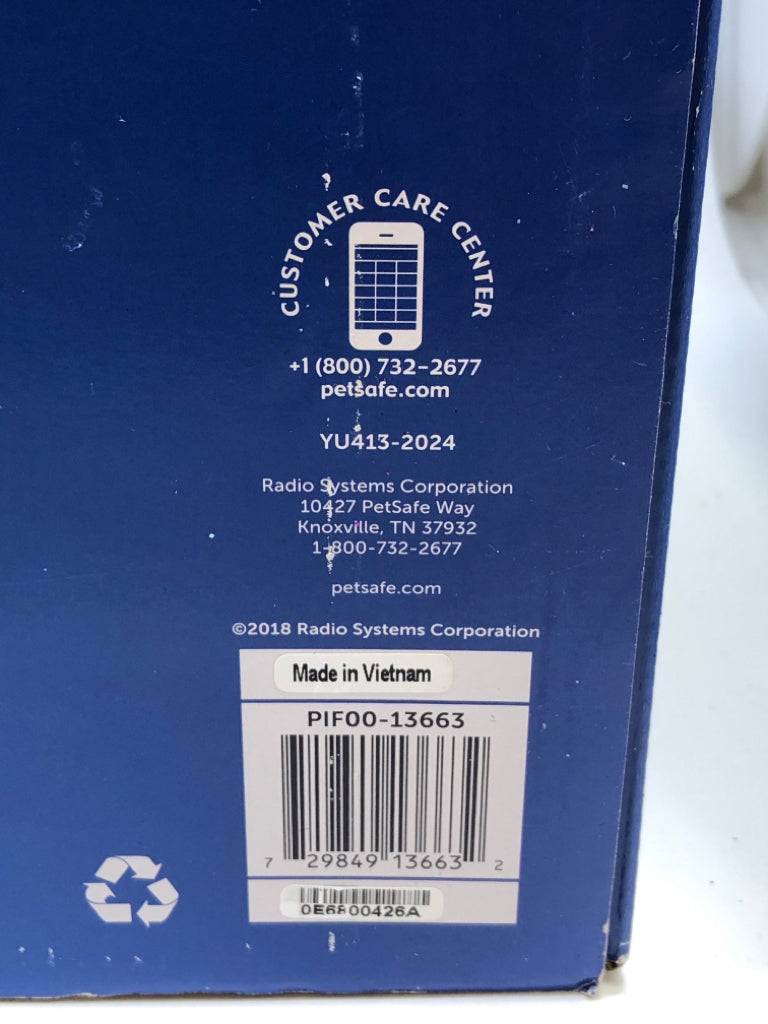 CUSTOMER CARE CENTER
+1 (800) 732-2677
petsafe.com
YU413-2024
Radio Systems Corporation
10427 PetSafe Way
Knoxville, TN 37932
1-800-732-2677
petsafe.com
©2018 Radio Systems Corporation
Made in Vietnam
PIF00-13663
7 29849 13663 2
0E6800426A